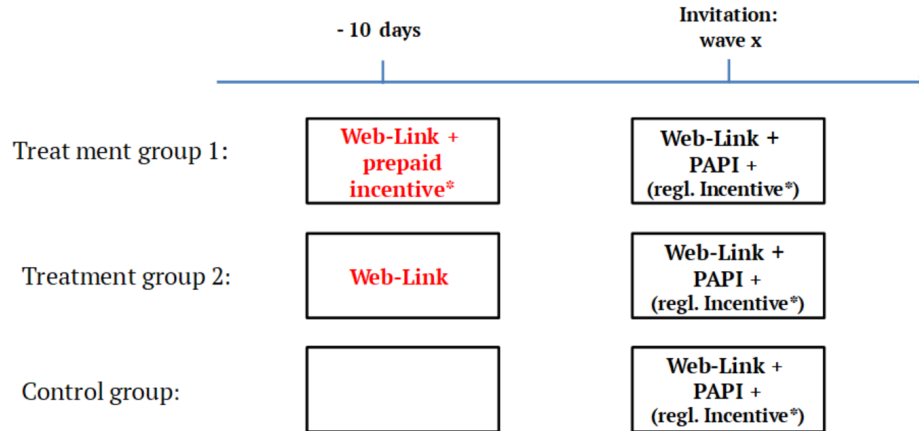 - 10 days
Invitation:
wave x
Treat ment group 1:
Web-Link +
prepaid
incentive*
Web-Link +
PAPI +
(regl. Incentive*)
Treatment group 2:
Web-Link
Web-Link +
PAPI +
(regl. Incentive*)
Control group:
Web-Link +
PAPI +
(regl. Incentive*)